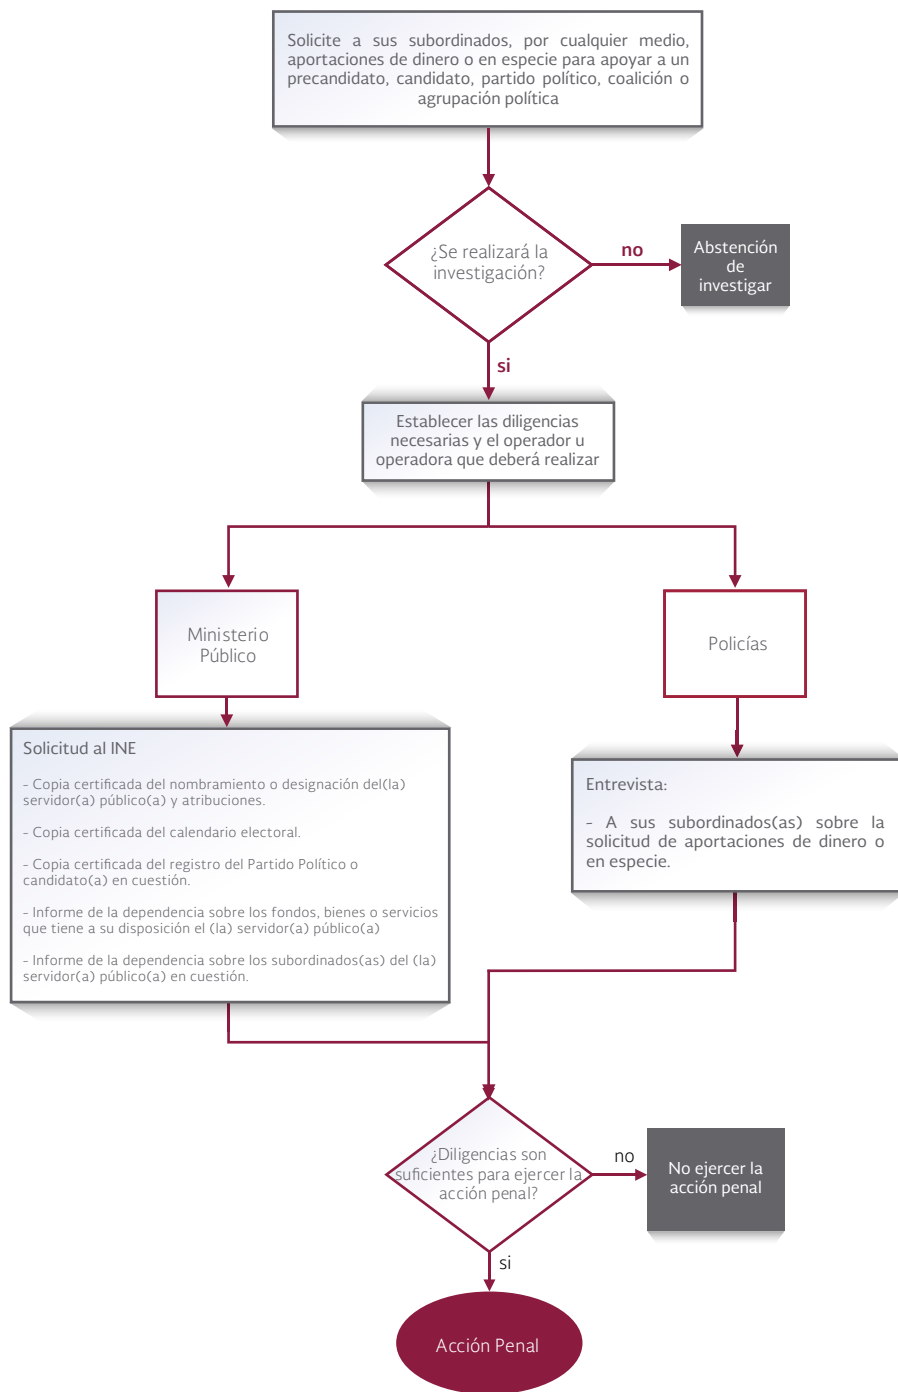 Solicite a sus subordinados, por cualquier medio,
aportaciones de dinero o en especie para apoyar a un
precandidato, candidato, partido político, coalición o
agrupación política
¿Se realizará la
investigación?
no
Abstención
de
investigar
si
Establecer las diligencias
necesarias y el operador u
operadora que deberá realizar
Ministerio
Público
Policías
Solicitud al INE
- Copia certificada del nombramiento o designación del(la)
servidor(a) público(a) y atribuciones.
- Copia certificada del calendario electoral.
- Copia certificada del registro del Partido Político o
candidato(a) en cuestión.
- Informe de la dependencia sobre los fondos, bienes o servicios
que tiene a su disposición el (la) servidor(a) público(a)
- Informe de la dependencia sobre los subordinados(as) del (la)
servidor(a) público(a) en cuestión.
Entrevista:
- A sus subordinados(as) sobre la
solicitud de aportaciones de dinero o
en especie.
¿Diligencias son
suficientes para ejercer la
acción penal?
no
No ejercer la
acción penal
si
Acción Penal